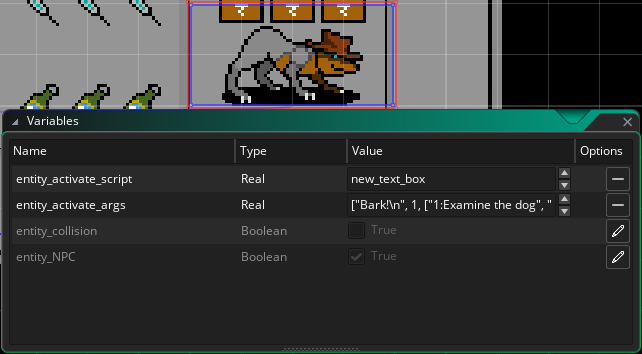 Variables
Name Type Value Options
entity_activate_script Real new_text_box
entity_activate_args Real ["Bark!\n", 1, ["1:Examine the dog", "
entity_collision Boolean True
entity_NPC Boolean True